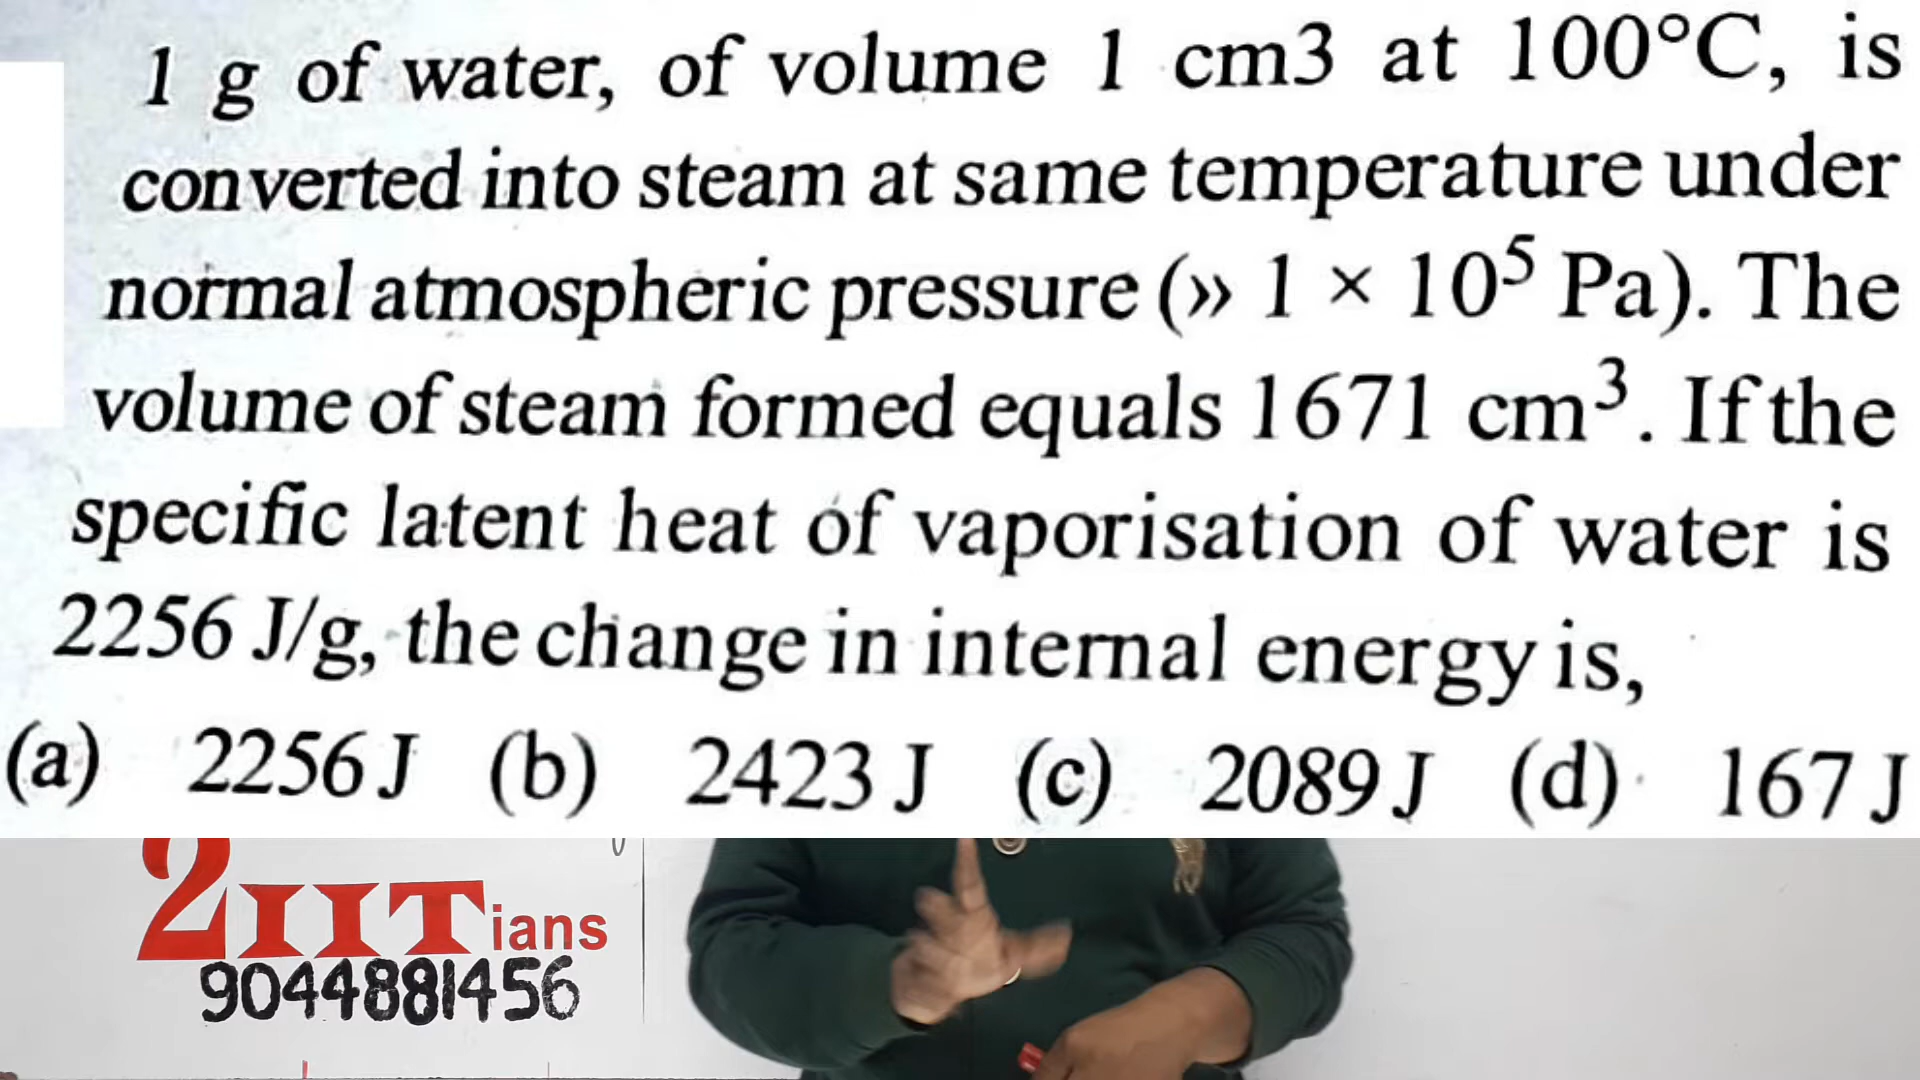 1 g of water, of volume 1 cm3 at 100°C, is
converted into steam at same temperature under
normal atmospheric pressure (» 1 × 10⁵ Pa). The
volume of steam formed equals 1671 cm³. If the
specific latent heat of vaporisation of water is
2256 J/g, the change in internal energy is,
(a) 2256 J (b) 2423 J (c) 2089 J (d) 167 J
2IITians
9044881456